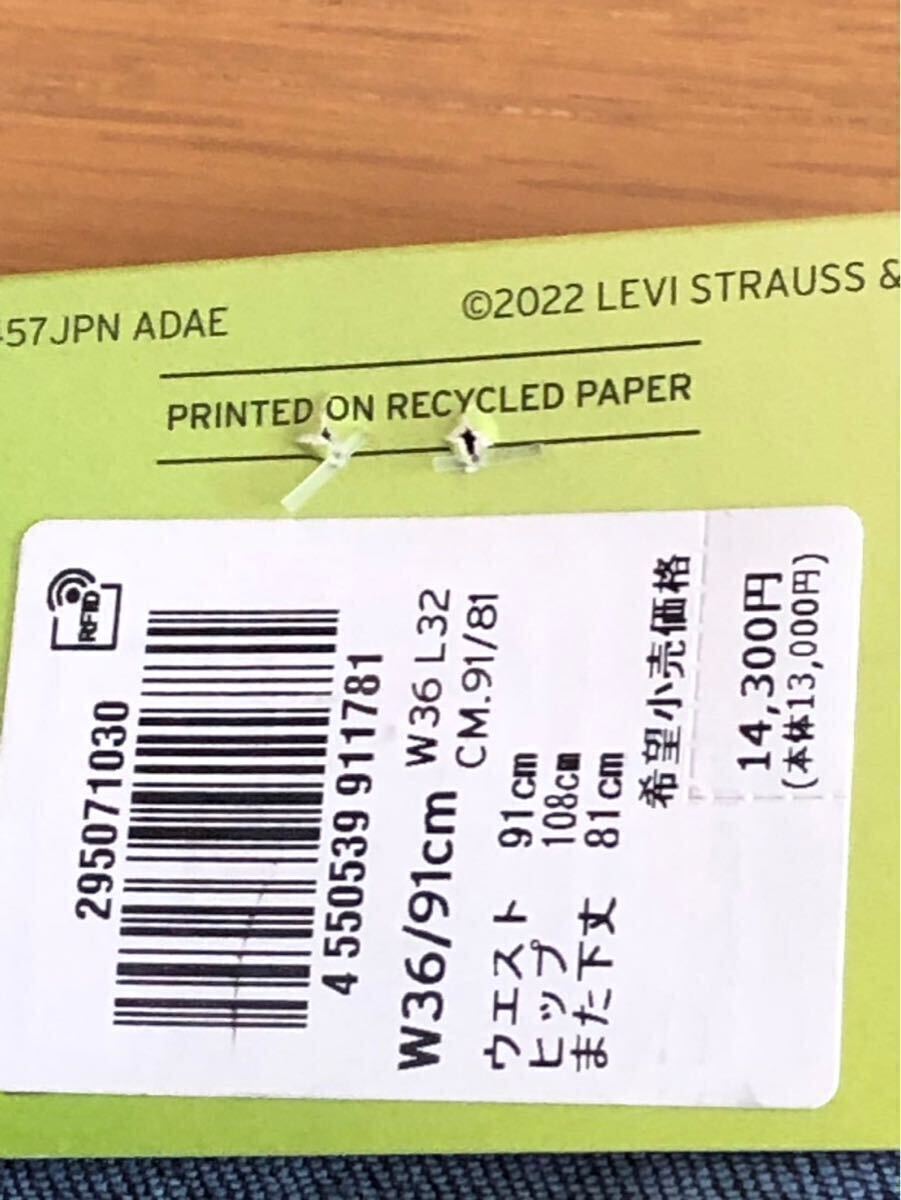 457JPN ADAE
©2022 LEVI STRAUSS &
PRINTED ON RECYCLED PAPER
RFID
295071030
4 550539 911781
W36/91cm W36 L32
CM.91/81
ウエスト 91cm
ヒップ 108cm
また下丈 81cm
希望小売価格
14,300円
(本体13,000円)